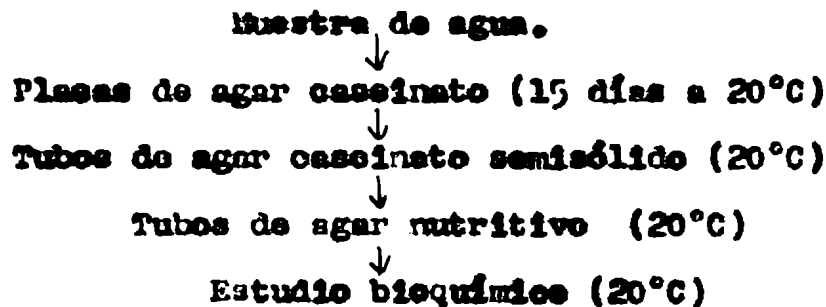 Muestra de agua.
↓
Placas de agar caseinato (15 días a 20°C)
↓
Tubos de agar caseinato semisólido (20°C)
↓
Tubos de agar nutritivo (20°C)
↓
Estudio bioquímico (20°C)